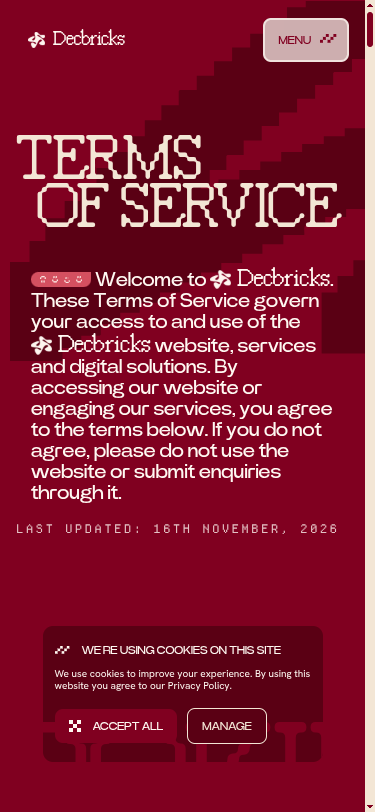 Decbricks
MENU
TERMS
OF SERVICE
Welcome to Decbricks.
These Terms of Service govern
your access to and use of the
Decbricks website, services
and digital solutions. By
accessing our website or
engaging our services, you agree
to the terms below. If you do not
agree, please do not use the
website or submit enquiries
through it.
LAST UPDATED: 16TH NOVEMBER, 2026
WE'RE USING COOKIES ON THIS SITE
We use cookies to improve your experience. By using this
website you agree to our Privacy Policy.
ACCEPT ALL
MANAGE